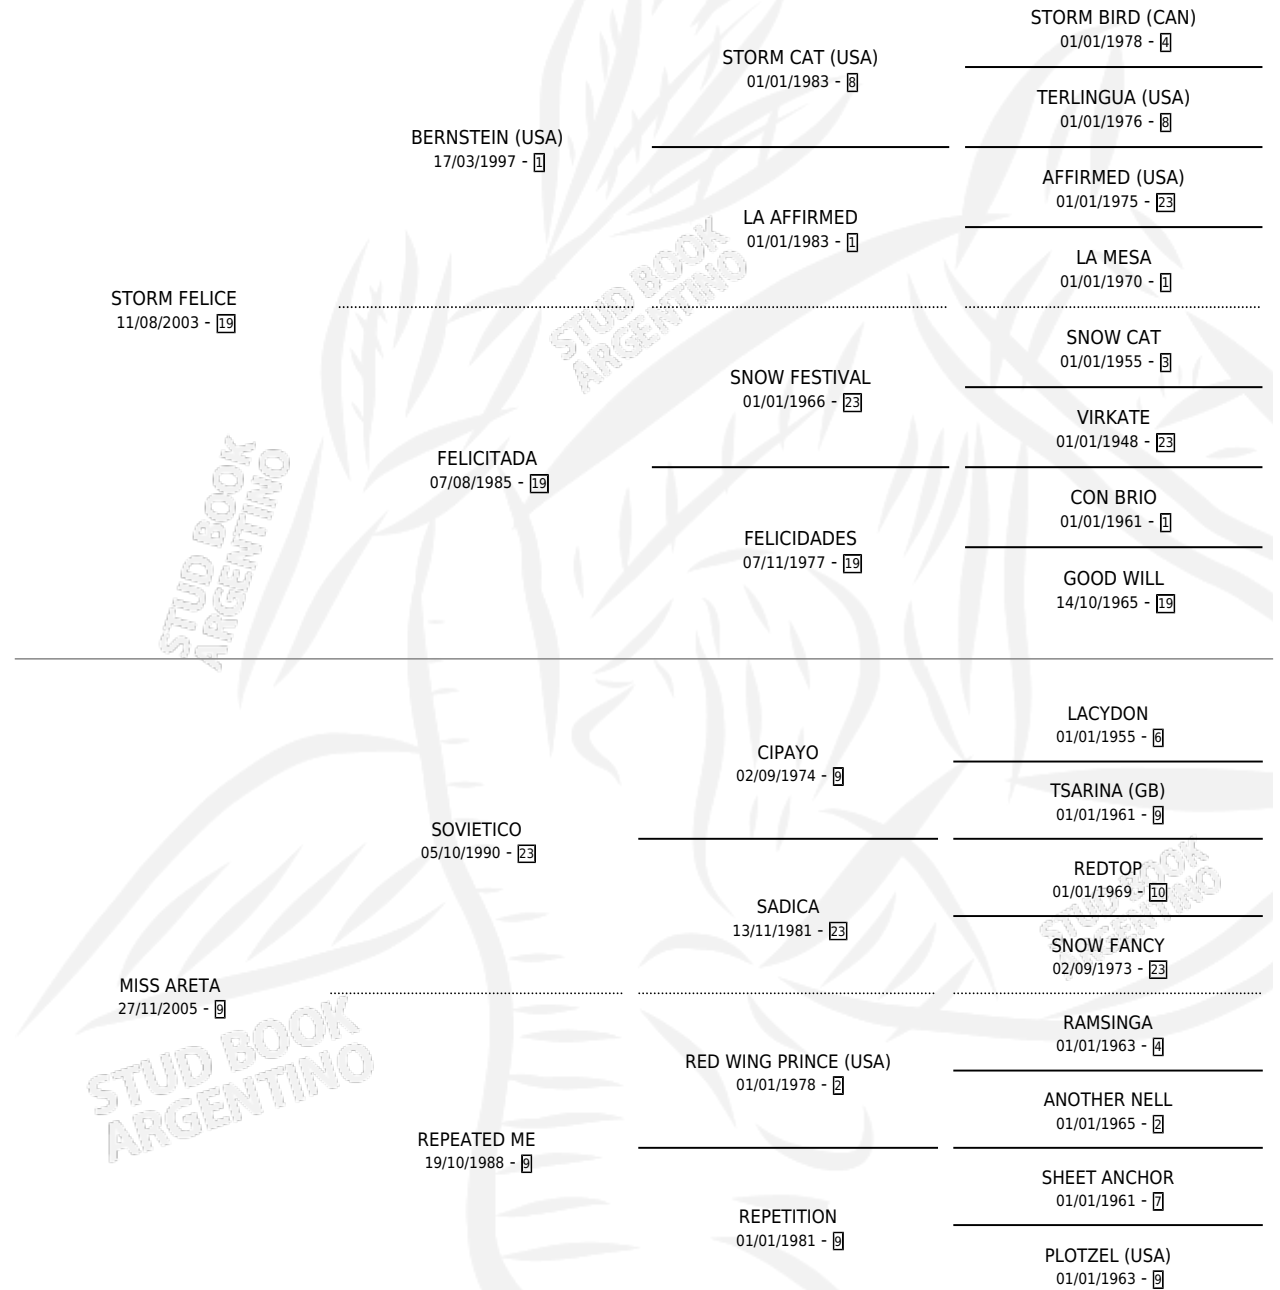 STORM BIRD (CAN)
01/01/1978 - 4
STORM CAT (USA)
01/01/1983 - 8
TERLINGUA (USA)
01/01/1976 - 8
BERNSTEIN (USA)
17/03/1997 - 1
AFFIRMED (USA)
01/01/1975 - 23
LA AFFIRMED
01/01/1983 - 1
LA MESA
01/01/1970 - 1
STORM FELICE
11/08/2003 - 19
STUD BOOK
ARGENTINO
SNOW CAT
01/01/1955 - 3
SNOW FESTIVAL
01/01/1966 - 23
VIRKATE
01/01/1948 - 23
FELICITADA
07/08/1985 - 19
CON BRIO
01/01/1961 - 1
FELICIDADES
07/11/1977 - 19
GOOD WILL
14/10/1965 - 19
STUD BOOK
ARGENTINO
LACYDON
01/01/1955 - 6
CIPAYO
02/09/1974 - 9
TSARINA (GB)
01/01/1961 - 9
SOVIETICO
05/10/1990 - 23
REDTOP
01/01/1969 - 10
SADICA
13/11/1981 - 23
STUD BOOK
ARGENTINO
SNOW FANCY
02/09/1973 - 23
MISS ARETA
27/11/2005 - 9
STUD BOOK
ARGENTINO
RAMSINGA
01/01/1963 - 4
RED WING PRINCE (USA)
01/01/1978 - 2
ANOTHER NELL
01/01/1965 - 2
REPEATED ME
19/10/1988 - 9
SHEET ANCHOR
01/01/1961 - 7
REPETITION
01/01/1981 - 9
PLOTZEL (USA)
01/01/1963 - 9